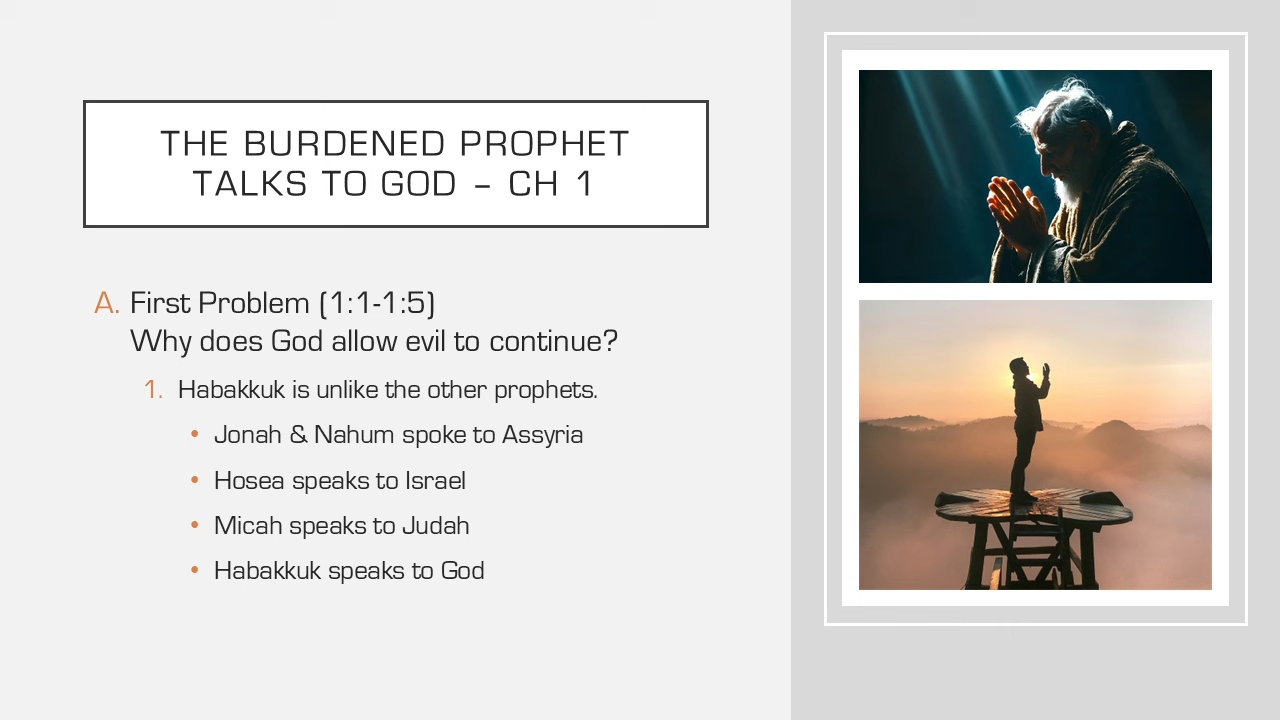 THE BURDENED PROPHET
TALKS TO GOD – CH 1
A. First Problem (1:1-1:5)
Why does God allow evil to continue?
1. Habakkuk is unlike the other prophets.
• Jonah & Nahum spoke to Assyria
• Hosea speaks to Israel
• Micah speaks to Judah
• Habakkuk speaks to God